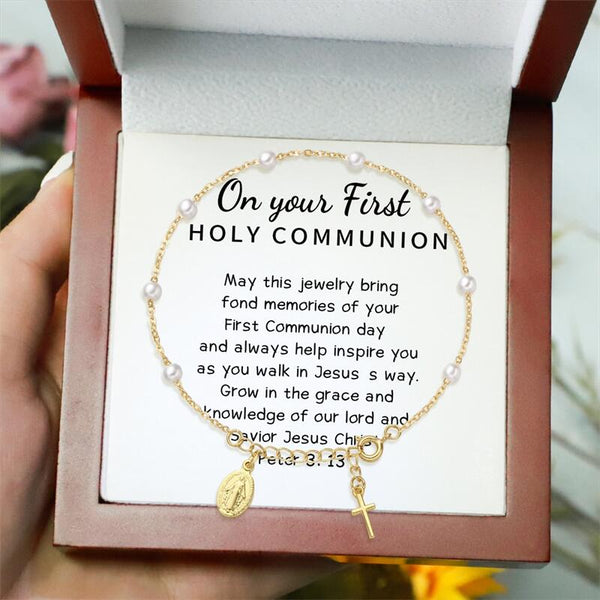 On your First
HOLY COMMUNION
May this jewelry bring
fond memories of your
First Communion day
and always help inspire you
as you walk in Jesus s way.
Grow in the grace and
knowledge of our lord and
Savior Jesus Christ
Peter 3: 13